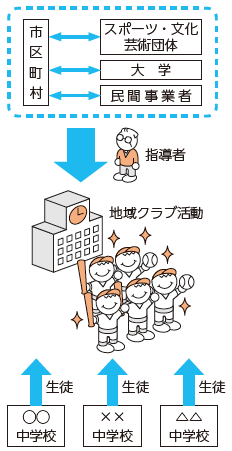 市区町村
スポーツ・文化
芸術団体
大学
民間事業者
指導者
地域クラブ活動
生徒
生徒
生徒
○○
中学校
××
中学校
△△
中学校